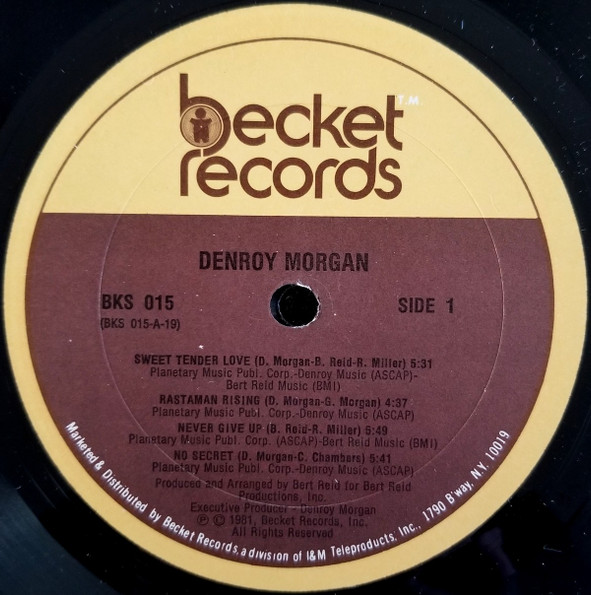 becket T.M.
records
DENROY MORGAN
BKS 015 SIDE 1
(BKS 015-A-19)
SWEET TENDER LOVE (D. Morgan-B. Reid-R. Miller) 5:31
Planetary Music Publ. Corp.-Denroy Music (ASCAP)-
Bert Reid Music (BMI)
RASTAMAN RISING (D. Morgan-G. Morgan) 4:37
Planetary Music Publ. Corp.-Denroy Music (ASCAP)
NEVER GIVE UP (B. Reid-R. Miller) 5:49
Planetary Music Publ. Corp. (ASCAP)-Bert Reid Music (BMI)
NO SECRET (D. Morgan-C. Chambers) 5:41
Planetary Music Publ. Corp.-Denroy Music (ASCAP)
Produced and Arranged by Bert Reid for Bert Reid
Productions, Inc.
Executive Producer - Denroy Morgan
℗ © 1981, Becket Records, Inc.
All Rights Reserved
Marketed & Distributed by Becket Records, a division of I&M Teleproducts, Inc., 1790 B'way, N.Y. 10019